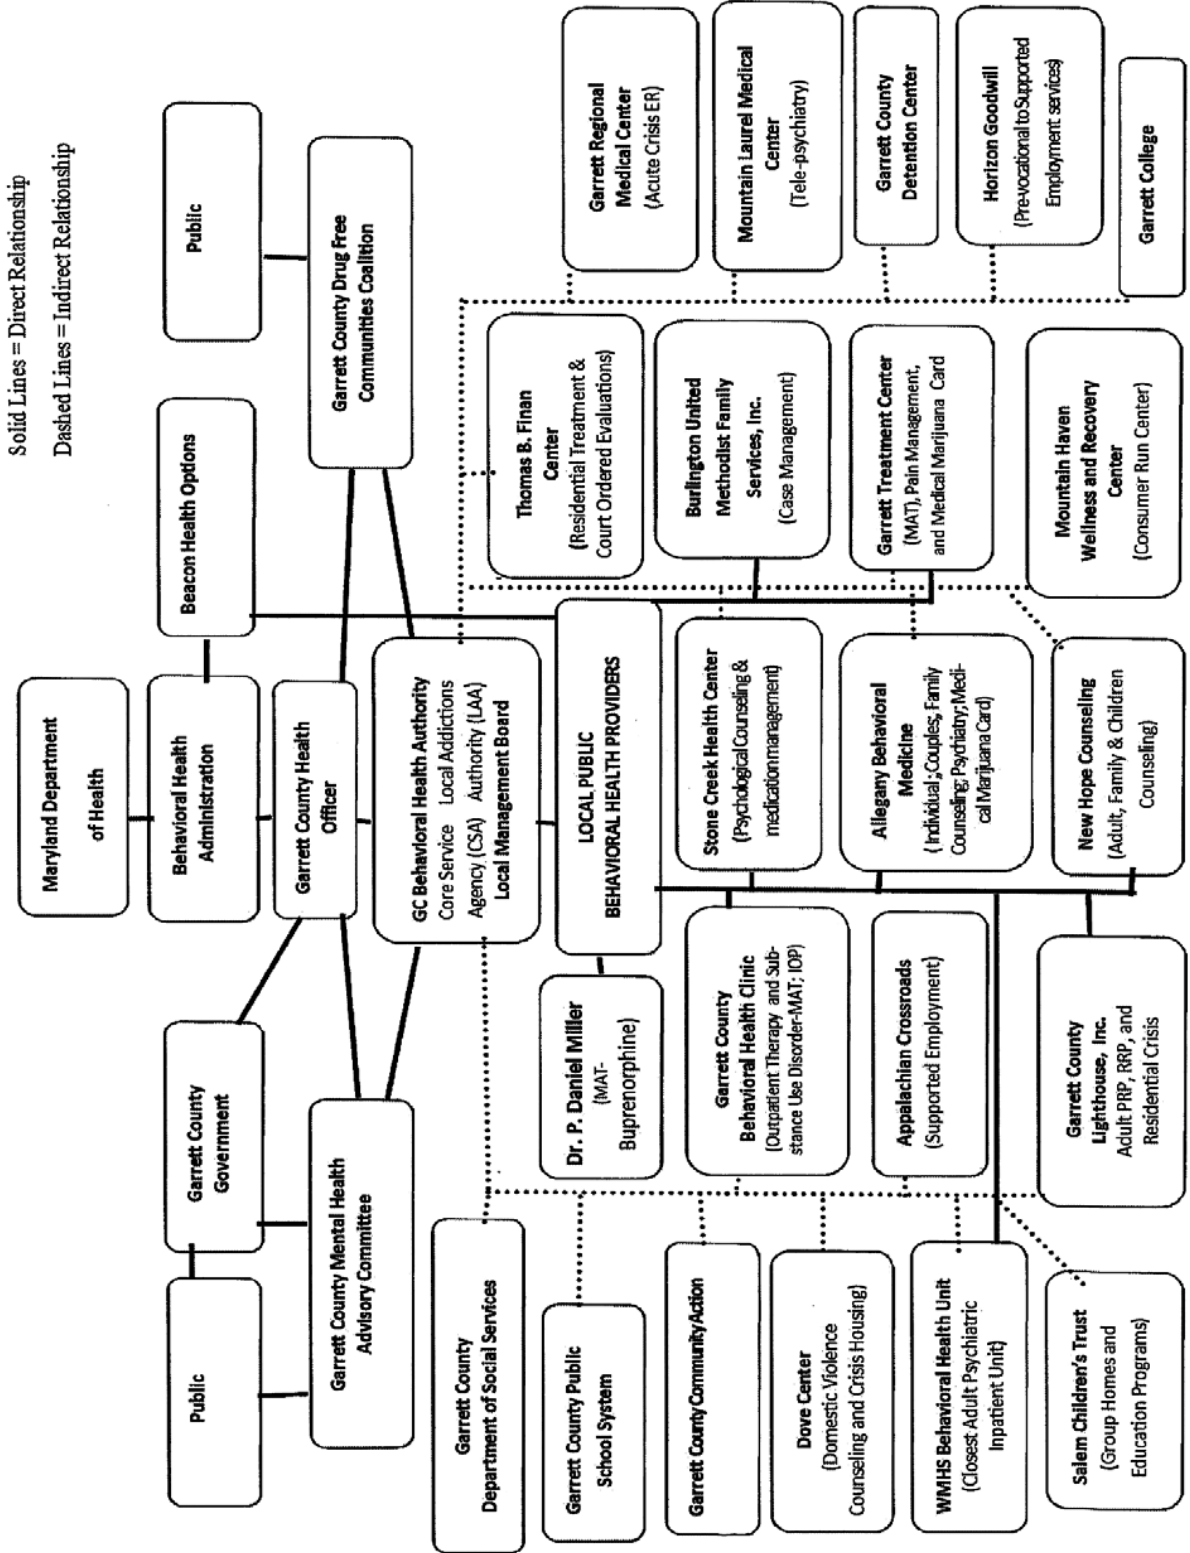 Solid Lines = Direct Relationship
Dashed Lines = Indirect Relationship
Maryland Department
of Health
Behavioral Health
Administration
Beacon Health Options
Public
Public
Garrett County
Government
Garrett County Health
Officer
Garrett County Drug Free
Communities Coalition
Garrett County Mental Health
Advisory Committee
GC Behavioral Health Authority
Core Service Local Addictions
Agency (CSA) Authority (LAA)
Local Management Board
Garrett County
Department of Social Services
Dr. P. Daniel Miller
(MAT-
Buprenorphine)
LOCAL PUBLIC
BEHAVIORAL HEALTH PROVIDERS
Thomas B. Finan
Center
(Residential Treatment &
Court Ordered Evaluations)
Garrett Regional
Medical Center
(Acute Crisis ER)
Garrett County Public
School System
Garrett County
Behavioral Health Clinic
(Outpatient Therapy and Sub-
stance Use Disorder-MAT; IOP)
Stone Creek Health Center
(Psychological Counseling &
medication management)
Burlington United
Methodist Family
Services, Inc.
(Case Management)
Mountain Laurel Medical
Center
(Tele-psychiatry)
Garrett County Community Action
Dove Center
(Domestic Violence
Counseling and Crisis Housing)
Appalachian Crossroads
(Supported Employment)
Allegany Behavioral
Medicine
( Individual; ;Couples, Family
Counseling; Psychiatry; Medi-
cal Marijuana Card)
Garrett Treatment Center
(MAT), Pain Management,
and Medical Marijuana Card
Garrett County
Detention Center
Horizon Goodwill
(Pre-vocational to Supported
Employment services)
WMHS Behavioral Health Unit
(Closest Adult Psychiatric
Inpatient Unit)
Garrett County
Lighthouse, Inc.
Adult PRP, RRP, and
Residential Crisis
New Hope Counseling
(Adult, Family & Children
Counseling)
Mountain Haven
Wellness and Recovery
Center
(Consumer Run Center)
Garrett College
Salem Children's Trust
(Group Homes and
Education Programs)